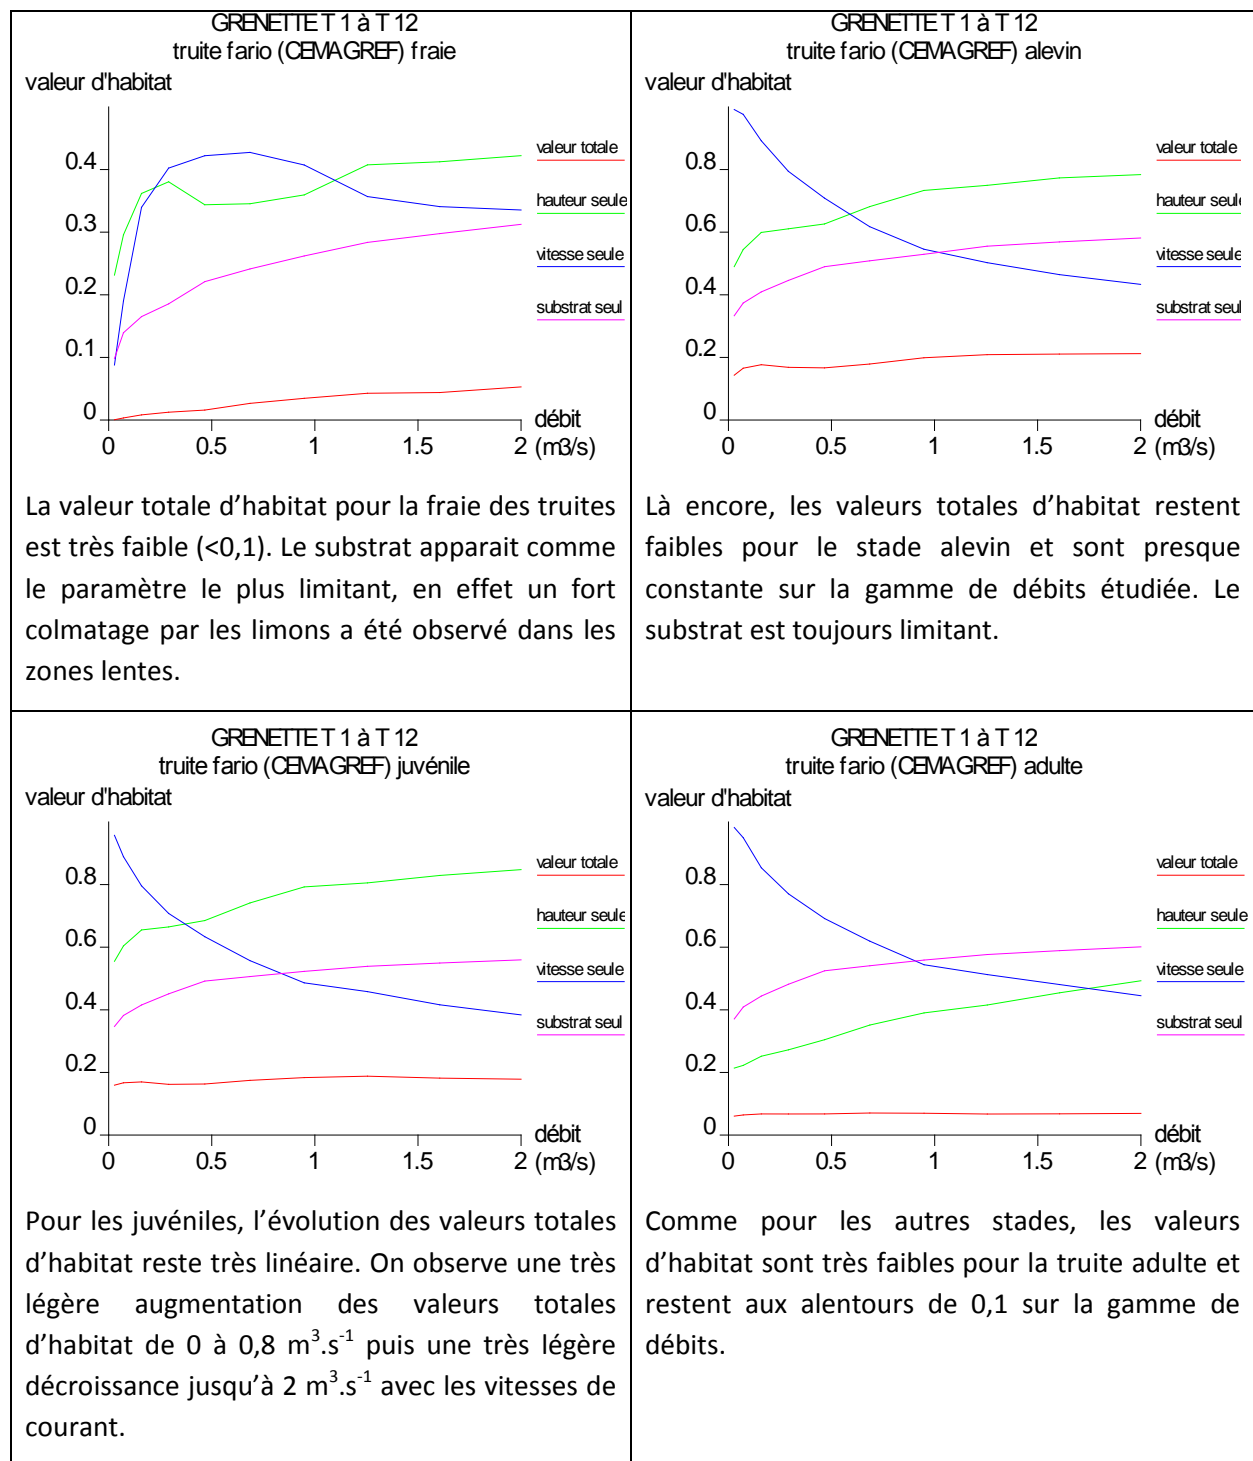 GRENETTE T 1 à T 12
truite fario (CEMAGREF) fraie
valeur d'habitat
valeur totale
0.4
hauteur seule
0.3
vitesse seule
0.2
substrat seul
0.1
0
débit
0 0.5 1 1.5 2 (m3/s)
La valeur totale d’habitat pour la fraie des truites
est très faible (<0,1). Le substrat apparait comme
le paramètre le plus limitant, en effet un fort
colmatage par les limons a été observé dans les
zones lentes.
GRENETTE T 1 à T 12
truite fario (CEMAGREF) alevin
valeur d'habitat
valeur totale
0.8
hauteur seule
0.6
vitesse seule
0.4
substrat seul
0.2
0
débit
0 0.5 1 1.5 2 (m3/s)
Là encore, les valeurs totales d’habitat restent
faibles pour le stade alevin et sont presque
constante sur la gamme de débits étudiée. Le
substrat est toujours limitant.
GRENETTE T 1 à T 12
truite fario (CEMAGREF) juvénile
valeur d'habitat
valeur totale
0.8
hauteur seule
0.6
vitesse seule
0.4
substrat seul
0.2
0
débit
0 0.5 1 1.5 2 (m3/s)
Pour les juvéniles, l’évolution des valeurs totales
d’habitat reste très linéaire. On observe une très
légère augmentation des valeurs totales
d’habitat de 0 à 0,8 m³.s⁻¹ puis une très légère
décroissance jusqu’à 2 m³.s⁻¹ avec les vitesses de
courant.
GRENETTE T 1 à T 12
truite fario (CEMAGREF) adulte
valeur d'habitat
valeur totale
0.8
hauteur seule
0.6
vitesse seule
0.4
substrat seul
0.2
0
débit
0 0.5 1 1.5 2 (m3/s)
Comme pour les autres stades, les valeurs
d’habitat sont très faibles pour la truite adulte et
restent aux alentours de 0,1 sur la gamme de
débits.